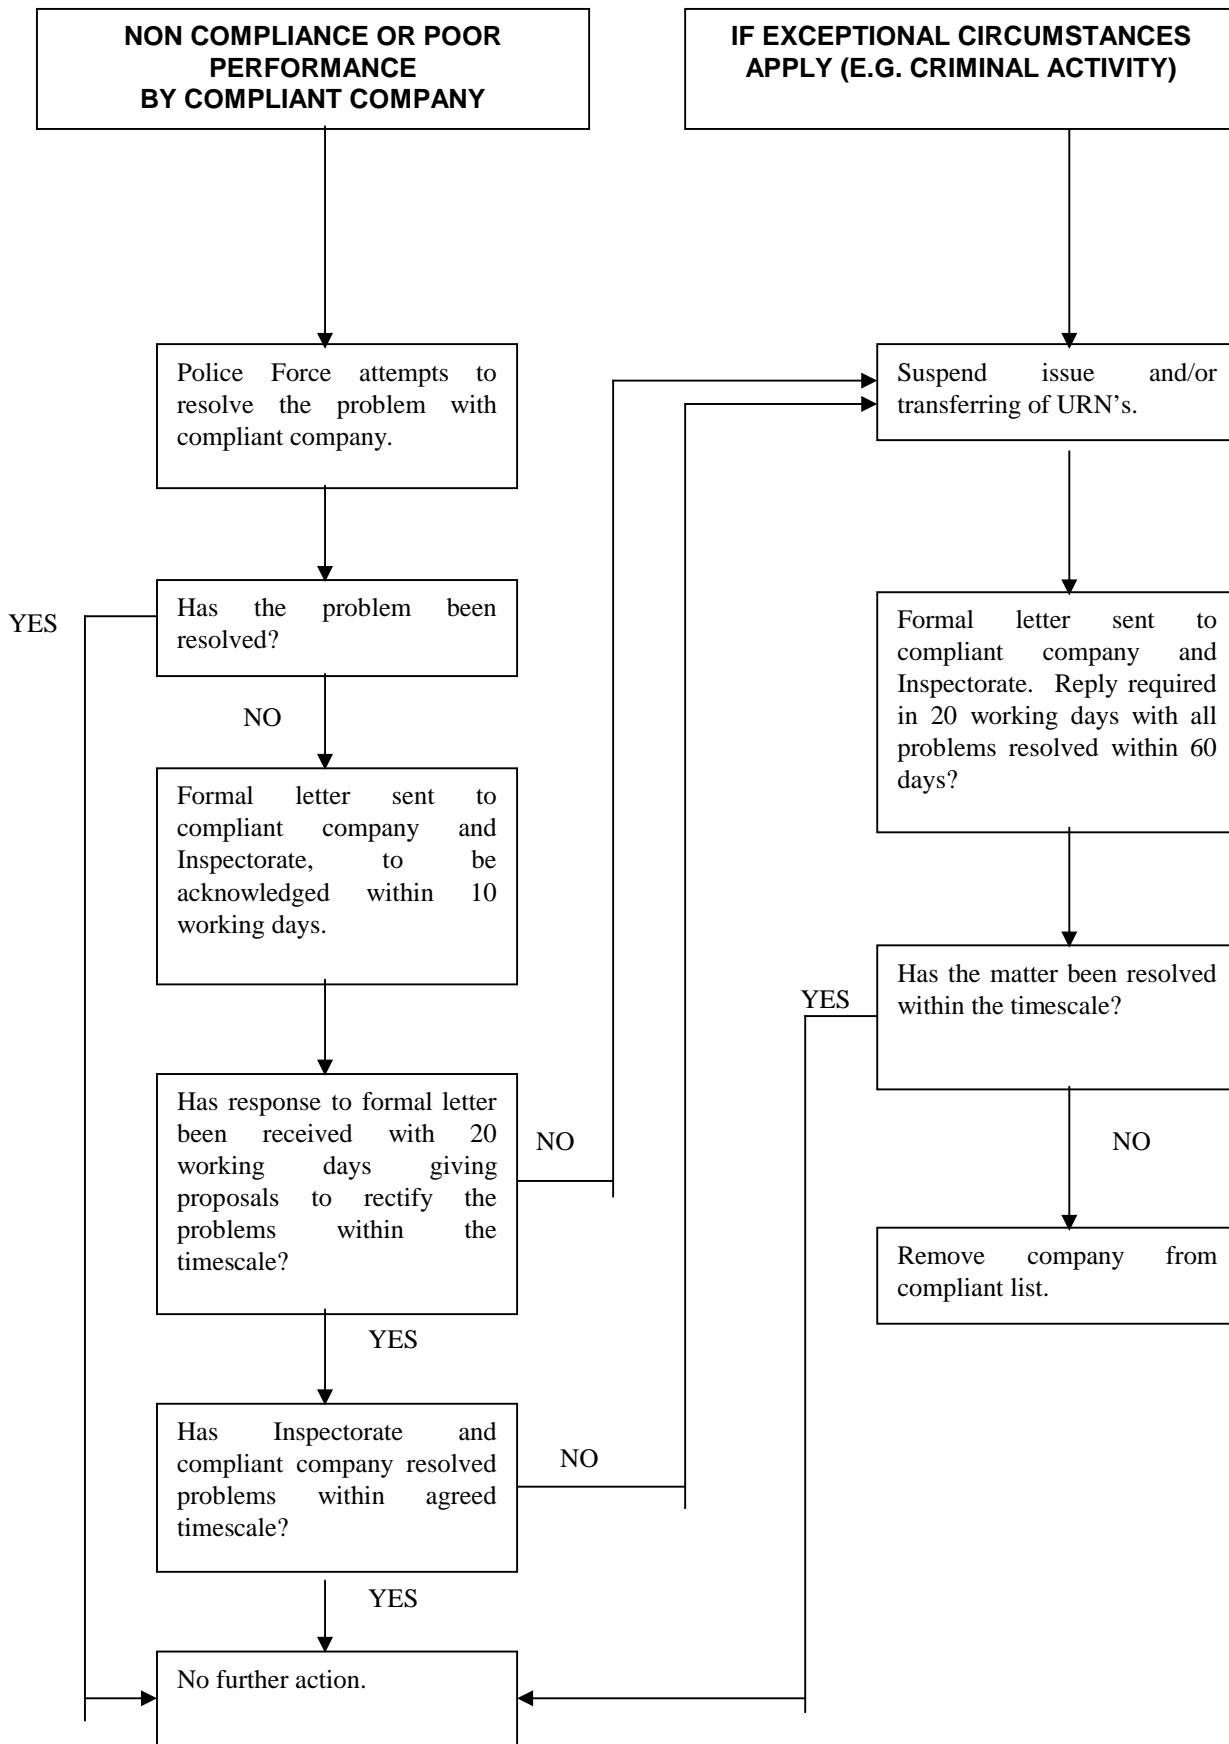 NON COMPLIANCE OR POOR
PERFORMANCE
BY COMPLIANT COMPANY
IF EXCEPTIONAL CIRCUMSTANCES
APPLY (E.G. CRIMINAL ACTIVITY)
Police Force attempts to
resolve the problem with
compliant company.
Suspend issue and/or
transferring of URN’s.
YES
Has the problem been
resolved?
NO
Formal letter sent to
compliant company and
Inspectorate. Reply required
in 20 working days with all
problems resolved within 60
days?
Formal letter sent to
compliant company and
Inspectorate, to be
acknowledged within 10
working days.
YES
Has the matter been resolved
within the timescale?
NO
Has response to formal letter
been received with 20
working days giving
proposals to rectify the
problems within the
timescale?
NO
Remove company from
compliant list.
YES
Has Inspectorate and
compliant company resolved
problems within agreed
timescale?
NO
YES
No further action.